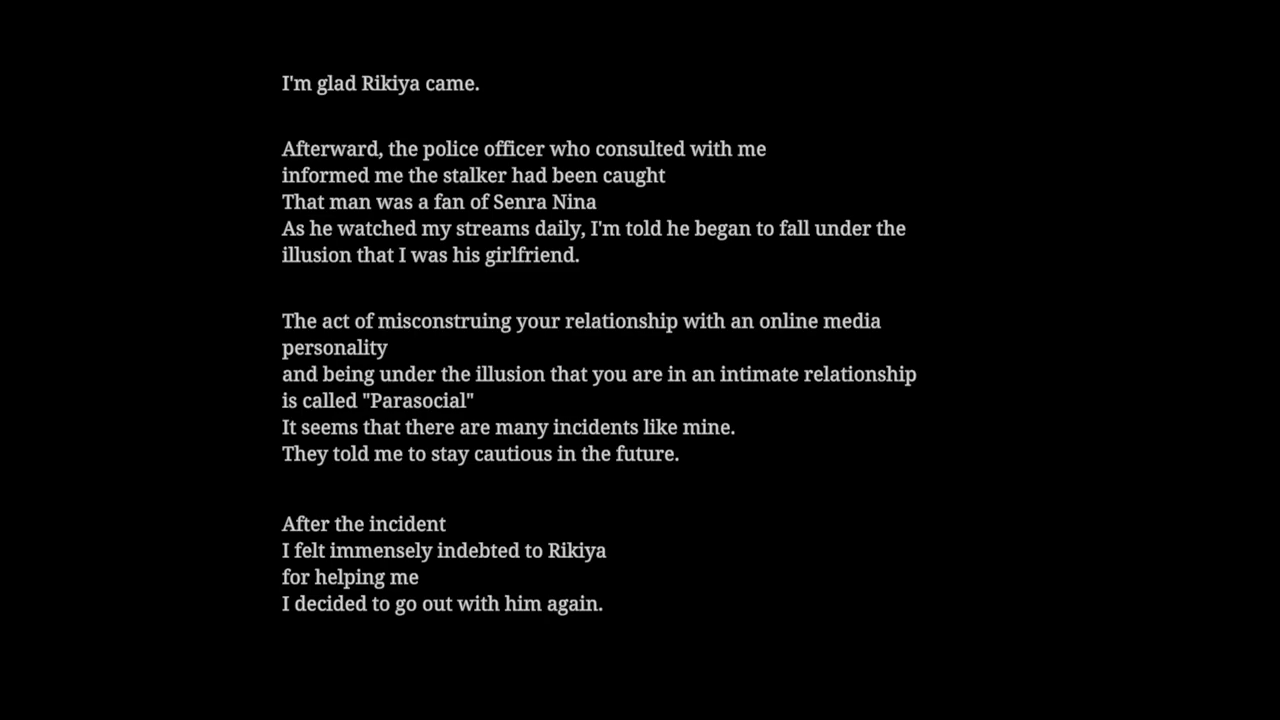 I'm glad Rikiya came.
Afterward, the police officer who consulted with me
informed me the stalker had been caught
That man was a fan of Senra Nina
As he watched my streams daily, I'm told he began to fall under the
illusion that I was his girlfriend.
The act of misconstruing your relationship with an online media
personality
and being under the illusion that you are in an intimate relationship
is called "Parasocial"
It seems that there are many incidents like mine.
They told me to stay cautious in the future.
After the incident
I felt immensely indebted to Rikiya
for helping me
I decided to go out with him again.